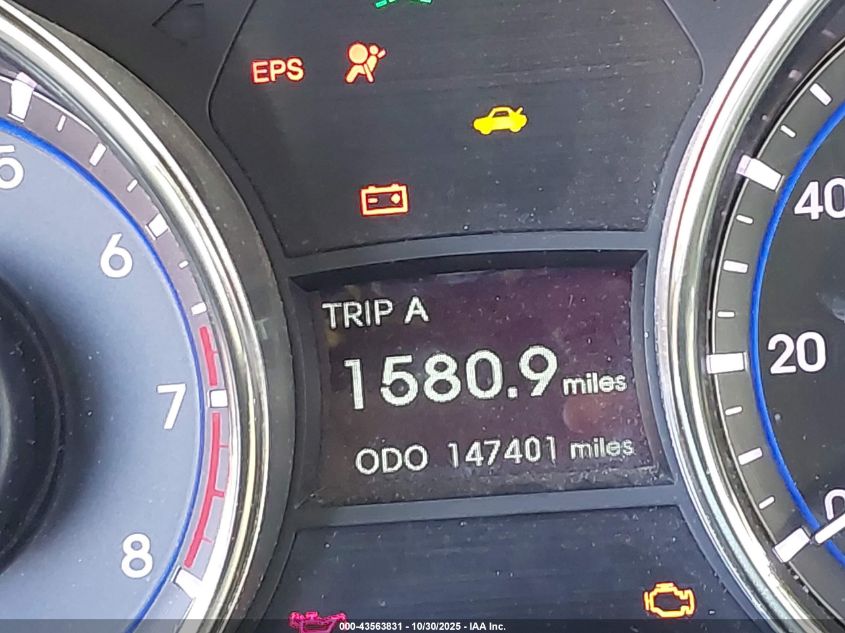 EPS
TRIP A
1580.9 miles
ODO 147401 miles
6
7
8
40
20
0
000-43563831 - 10/30/2025 - IAA Inc.